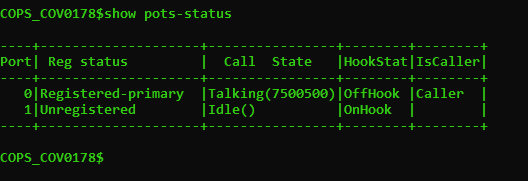 COPS_COV0178$show pots-status
----+--------------------+---------------+--------+--------+
Port| Reg status         |  Call  State  |HookStat|IsCaller|
----+--------------------+---------------+--------+--------+
   0|Registered-primary  |Talking(7500500)|OffHook |Caller  |
   1|Unregistered        |Idle()         |OnHook  |        |
----+--------------------+---------------+--------+--------+
COPS_COV0178$